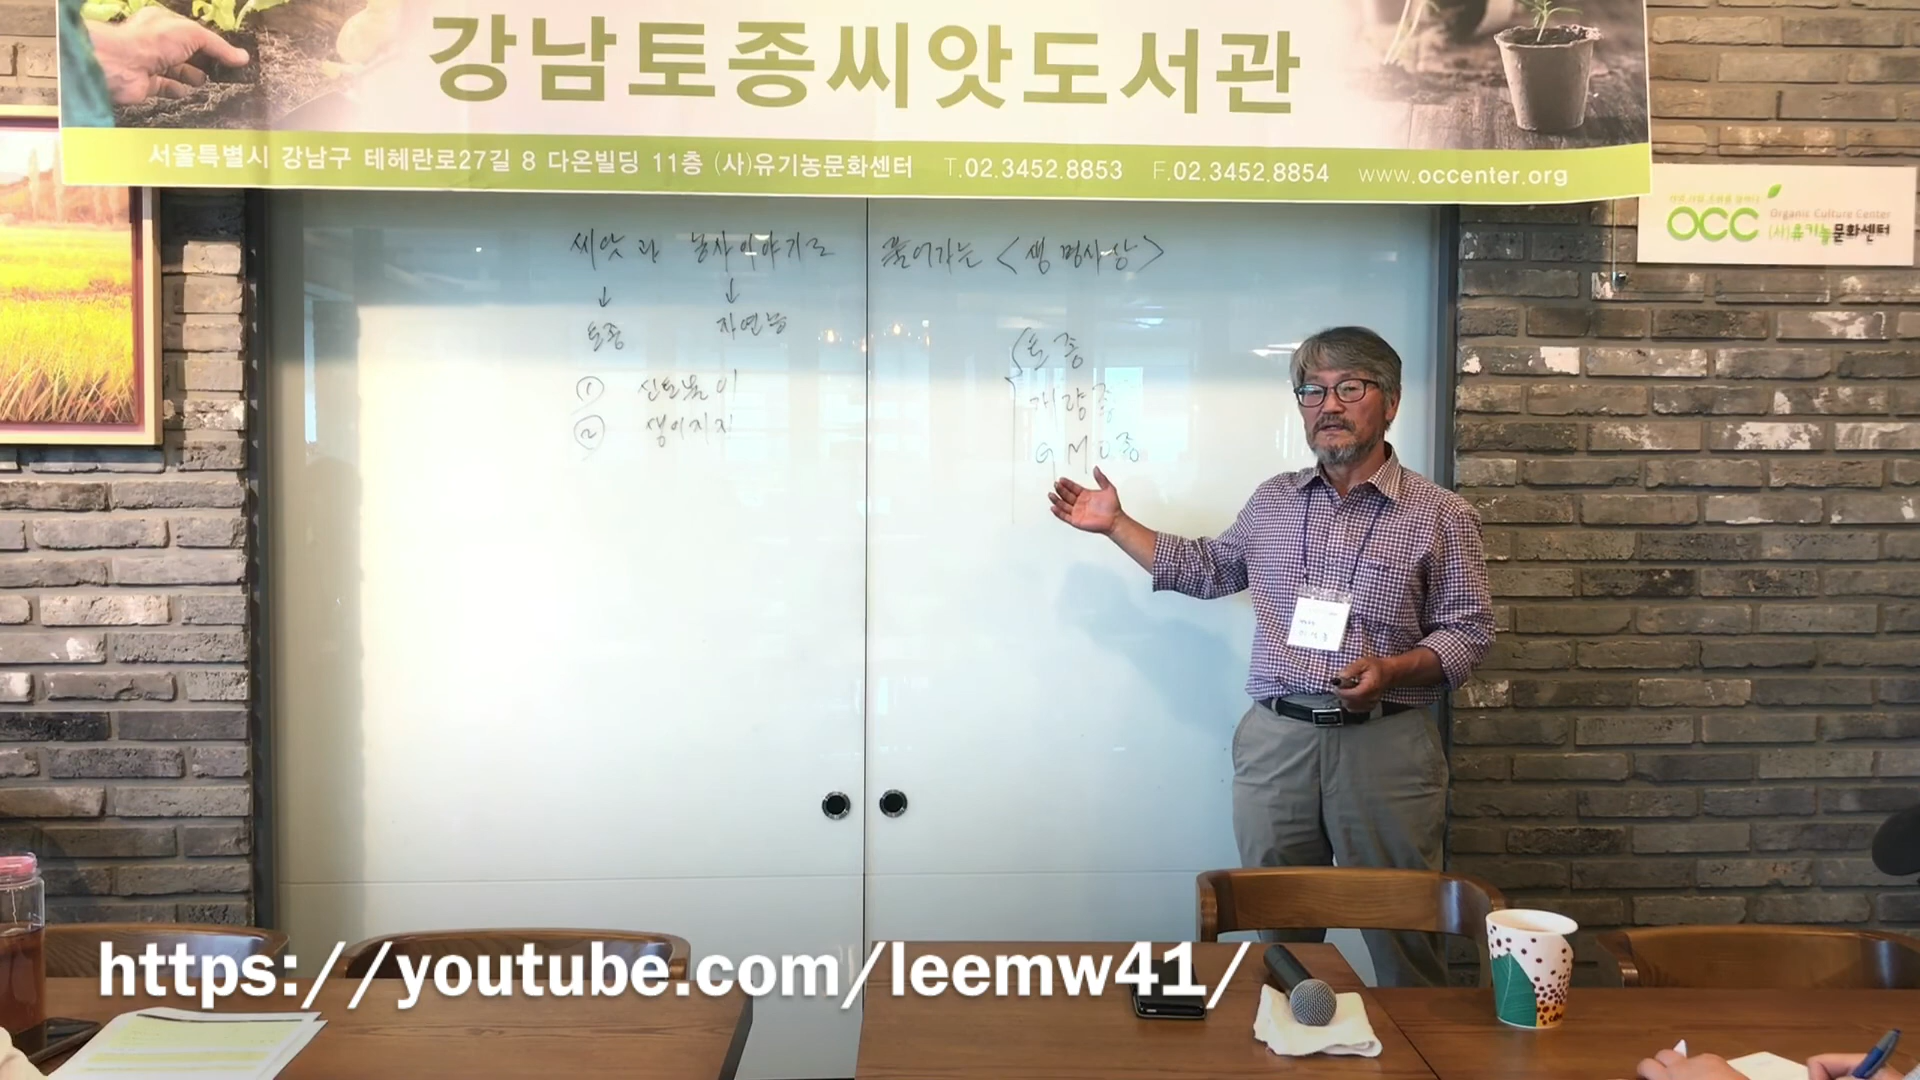 강남토종씨앗도서관
서울특별시 강남구 테헤란로27길 8 다온빌딩 11층 (사)유기농문화센터 T.02.3452.8853 F.02.3452.8854 www.occenter.org
OCC Organic Culture Center
(사)유기농문화센터
씨앗과 농사이야기로 풀어가는 <생명사상>
↓ ↓
토종 자연농
① 신토불이
② 생이지지
토종
개량종
GMO종
https://youtube.com/leemw41/